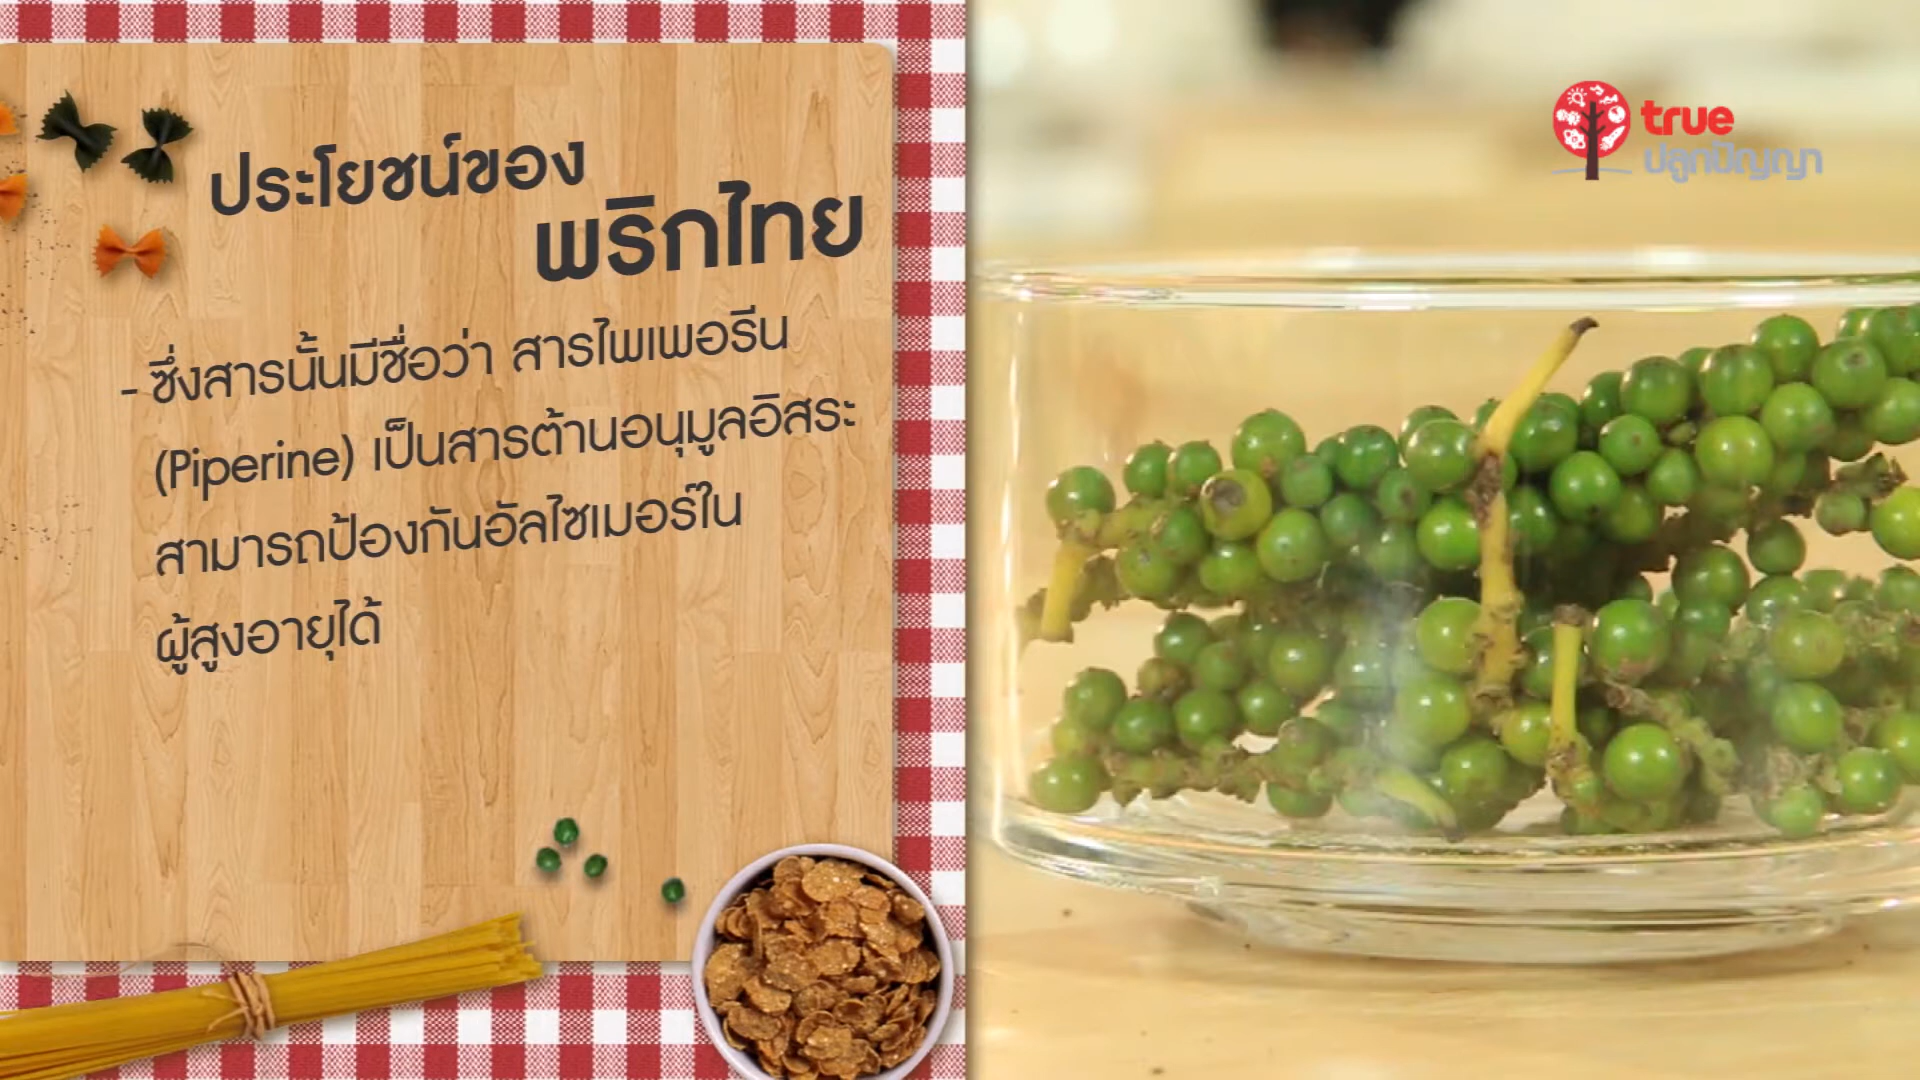 ประโยชน์ของ
พริกไทย
- ซึ่งสารนั้นมีชื่อว่า สารไพเพอรีน
(Piperine) เป็นสารต้านอนุมูลอิสระ
สามารถป้องกันอัลไซเมอร์ใน
ผู้สูงอายุได้
true
ปลูกปัญญา